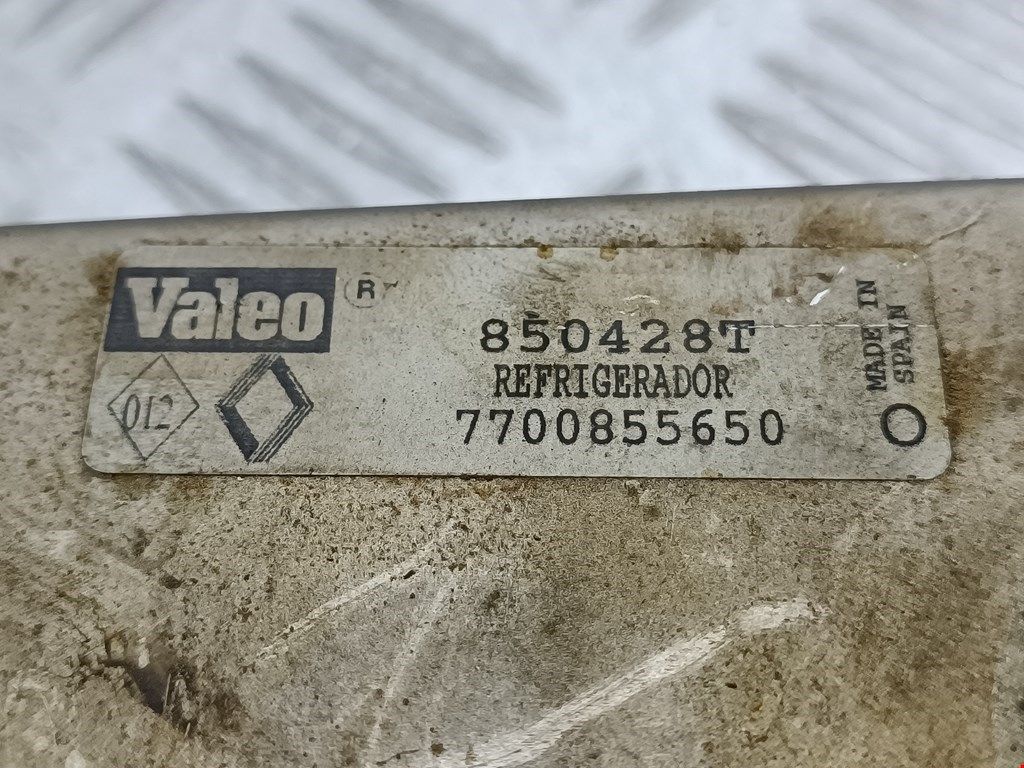 Valeo
R
850428T
REFRIGERADOR
7700855650
012
MADE IN
SPAIN